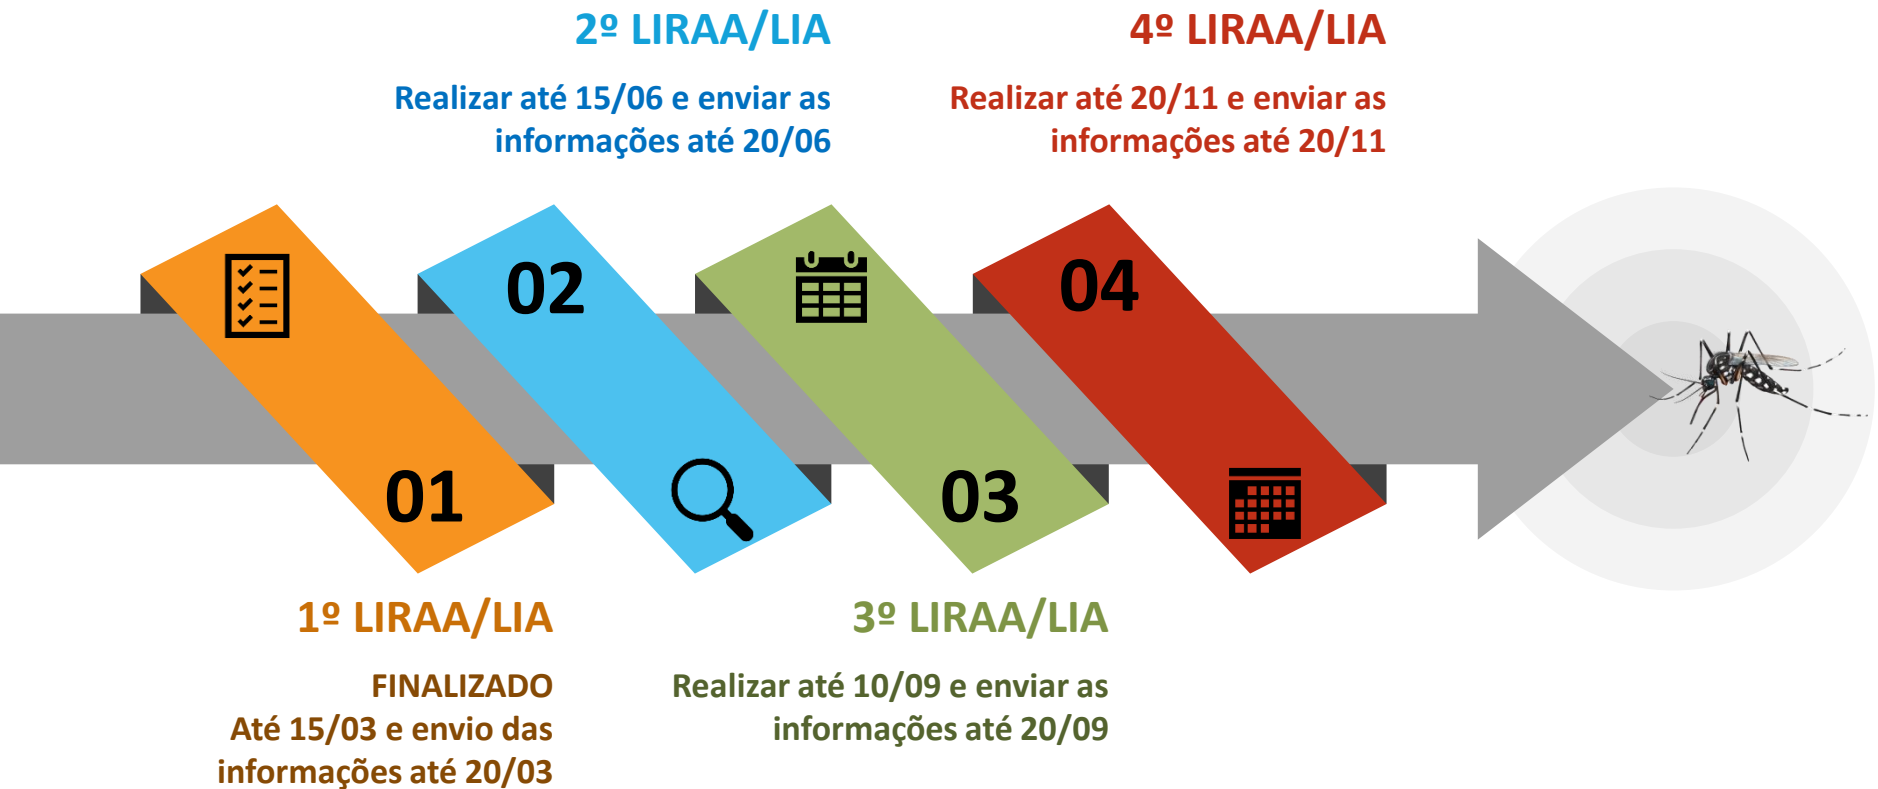 2º LIRAA/LIA
Realizar até 15/06 e enviar as
informações até 20/06
4º LIRAA/LIA
Realizar até 20/11 e enviar as
informações até 20/11
01
02
03
04
1º LIRAA/LIA
FINALIZADO
Até 15/03 e envio das
informações até 20/03
3º LIRAA/LIA
Realizar até 10/09 e enviar as
informações até 20/09